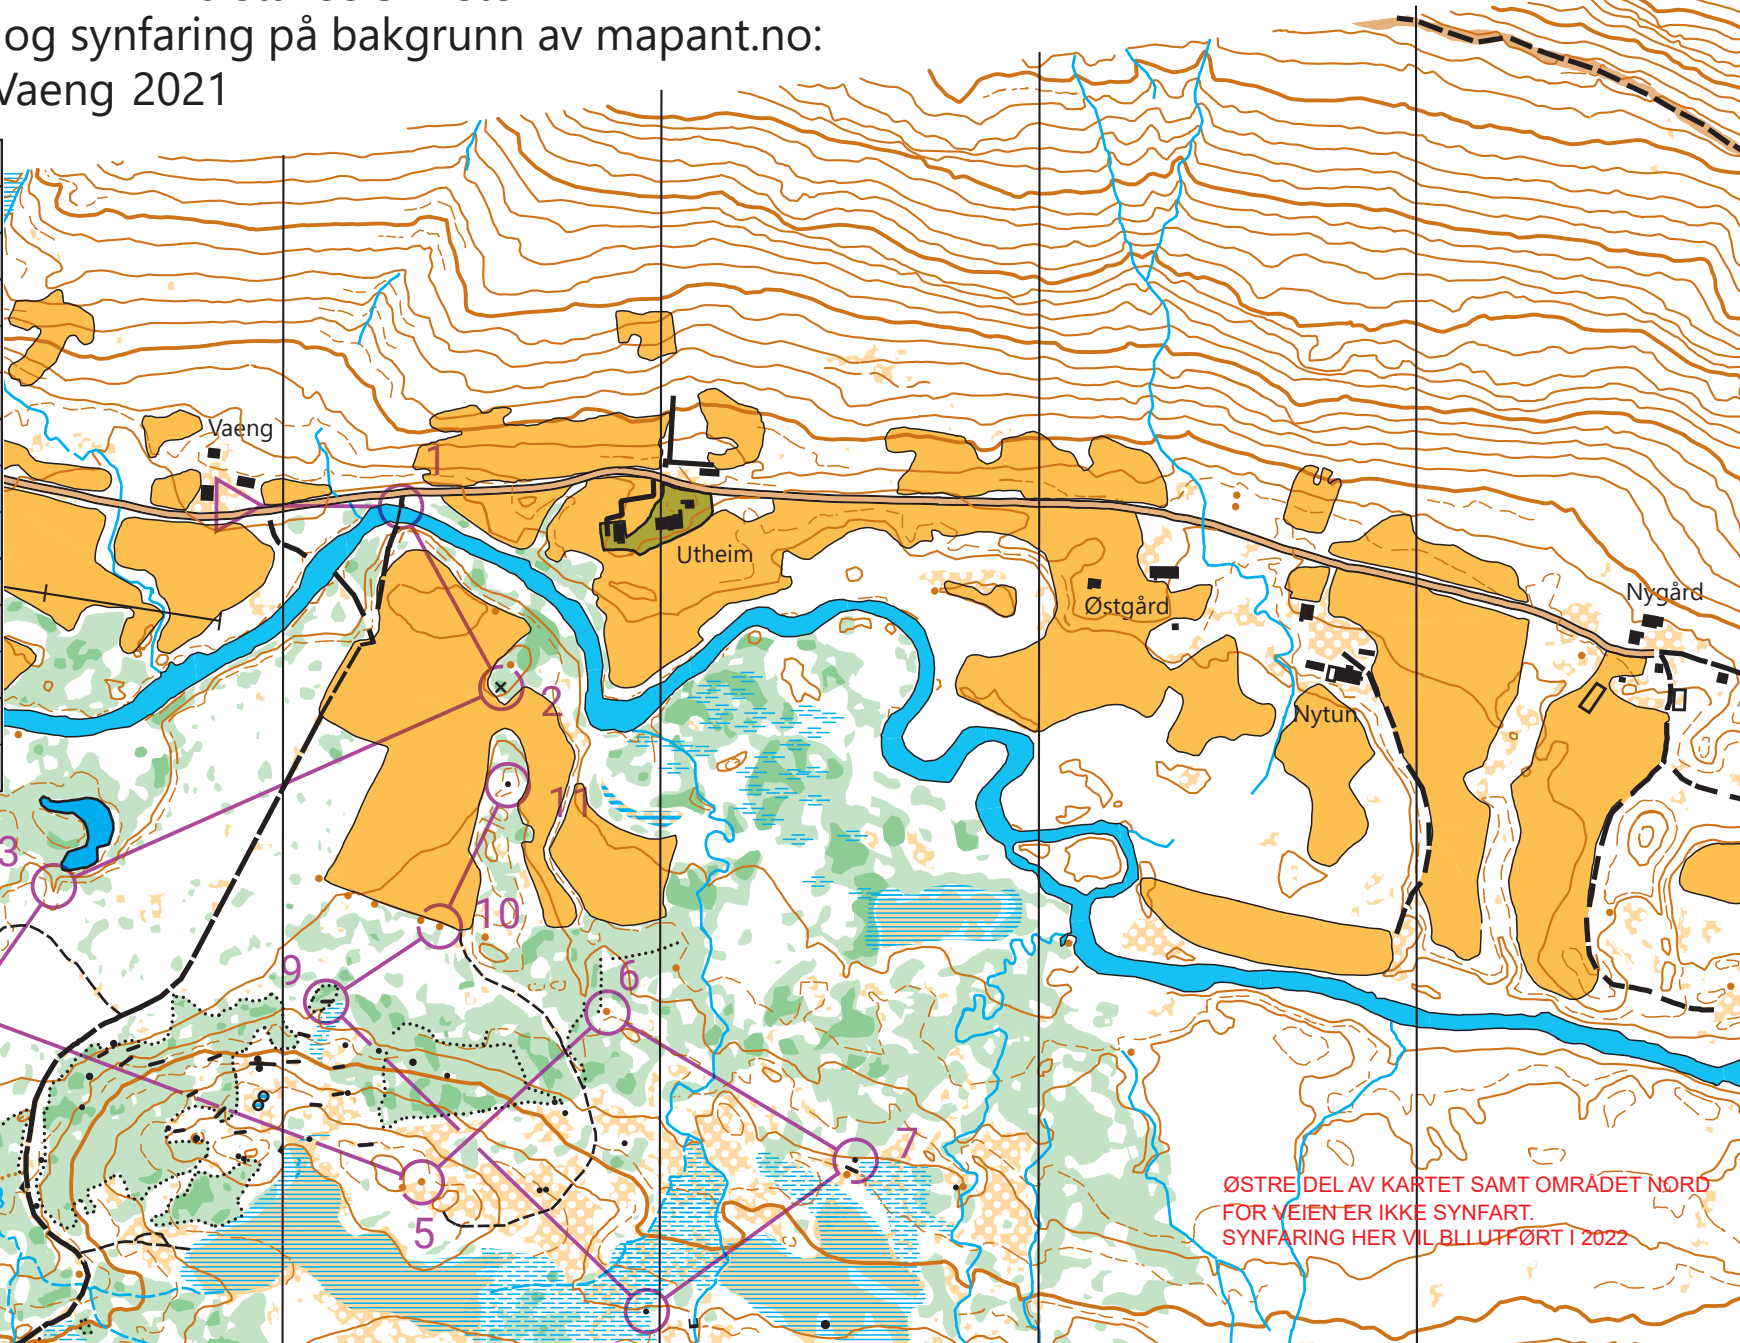 og synfaring på bakgrunn av mapant.no:
Vaeng 2021
Vaeng
1
Utheim
Østgård
Nygård
2
Nytun
11
3
10
9
6
7
5
ØSTRE DEL AV KARTET SAMT OMRÅDET NORD
FOR VEIEN ER IKKE SYNFART.
SYNFARING HER VIL BLI UTFØRT I 2022